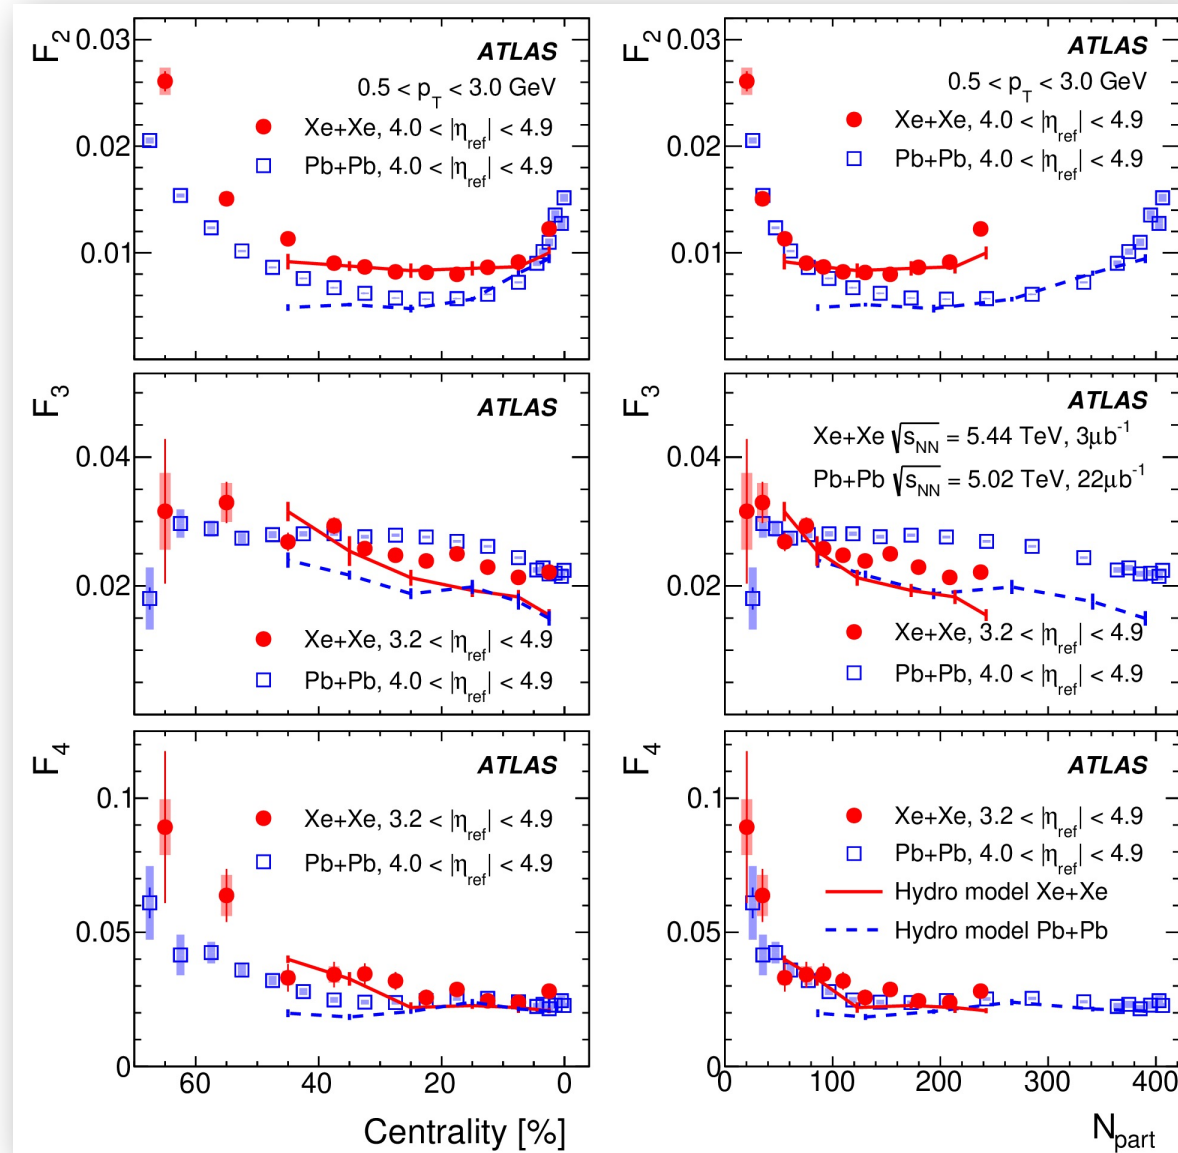 F2
0.03
0.02
0.01
ATLAS
0.5 < pT < 3.0 GeV
Xe+Xe, 4.0 < |ηref| < 4.9
Pb+Pb, 4.0 < |ηref| < 4.9
F2
0.03
0.02
0.01
ATLAS
0.5 < pT < 3.0 GeV
Xe+Xe, 4.0 < |ηref| < 4.9
Pb+Pb, 4.0 < |ηref| < 4.9
F3
0.04
0.02
ATLAS
Xe+Xe, 3.2 < |ηref| < 4.9
Pb+Pb, 4.0 < |ηref| < 4.9
F3
0.04
0.02
ATLAS
Xe+Xe √sNN = 5.44 TeV, 3μb-1
Pb+Pb √sNN = 5.02 TeV, 22μb-1
Xe+Xe, 3.2 < |ηref| < 4.9
Pb+Pb, 4.0 < |ηref| < 4.9
F4
0.1
0.05
0
ATLAS
Xe+Xe, 3.2 < |ηref| < 4.9
Pb+Pb, 4.0 < |ηref| < 4.9
60 40 20 0
Centrality [%]
F4
0.1
0.05
0
ATLAS
Xe+Xe, 3.2 < |ηref| < 4.9
Pb+Pb, 4.0 < |ηref| < 4.9
Hydro model Xe+Xe
Hydro model Pb+Pb
0 100 200 300 400
Npart